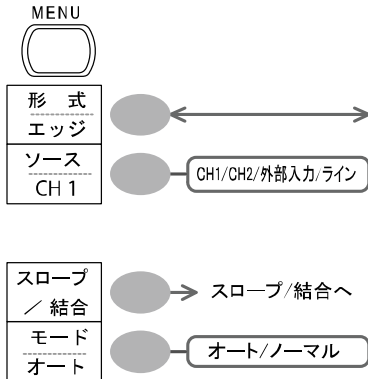 MENU
形 式
エッジ
ソース
CH1/CH2/外部入力/ライン
CH 1
スロープ
スロープ/結合へ
/ 結合
モード
オート/ノーマル
オート